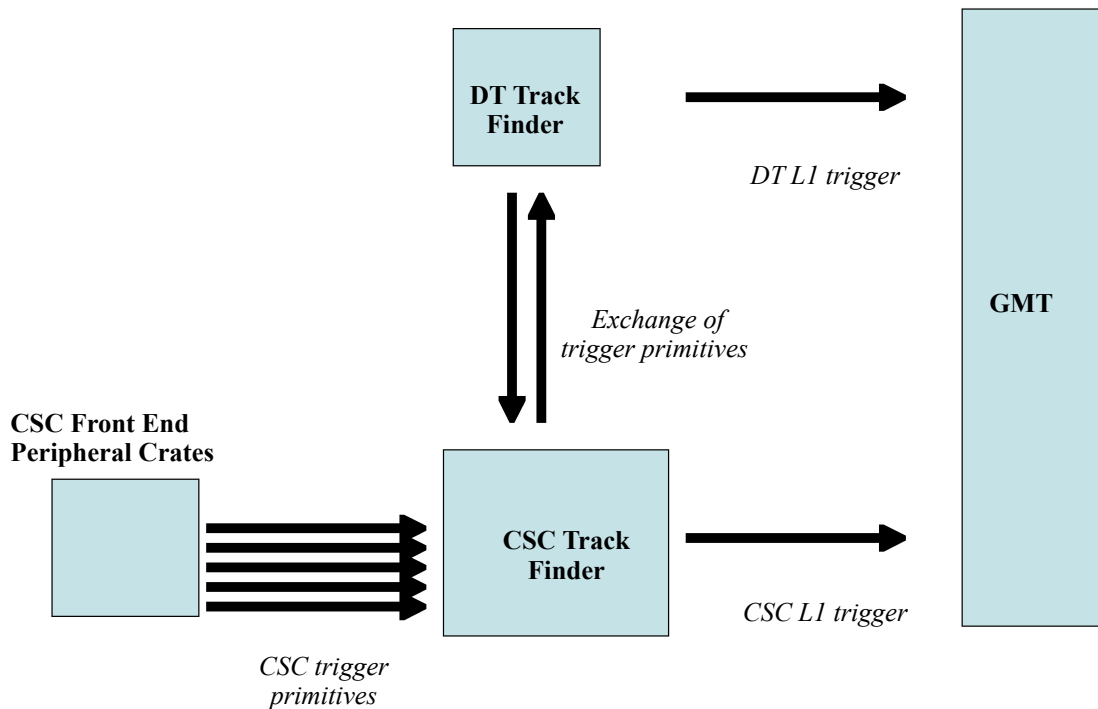 DT Track
Finder
DT L1 trigger
GMT
Exchange of
trigger primitives
CSC Front End
Peripheral Crates
CSC Track
Finder
CSC L1 trigger
CSC trigger
primitives